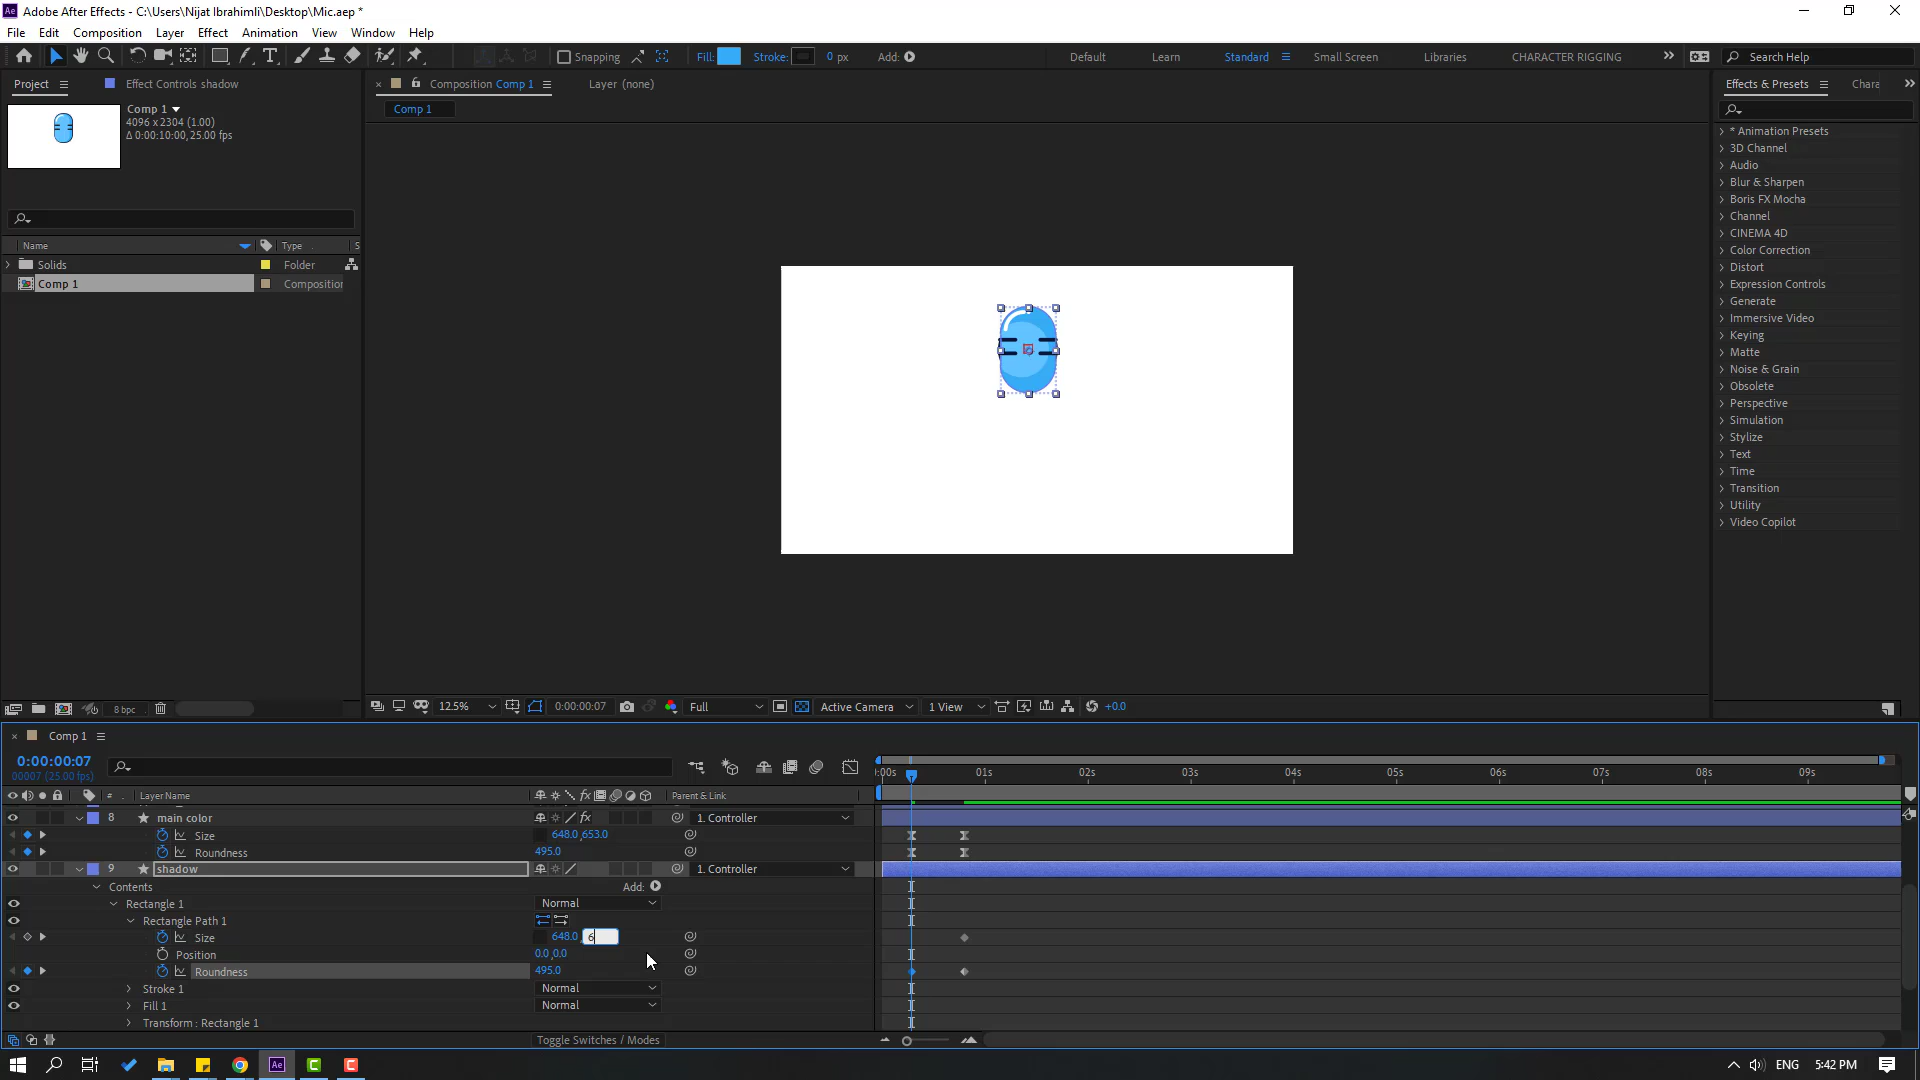 Adobe After Effects - C:\Users\Nijat Ibrahimli\Desktop\Mic.aep *
File Edit Composition Layer Effect Animation View Window Help
Snapping Fill: Stroke: 0 px Add: Default Learn Standard Small Screen Libraries CHARACTER RIGGING Search Help
Project Effect Controls shadow
Comp 1
4096 x 2304 (1.00)
Δ 0:00:10:00, 25.00 fps
Name Type S
Solids Folder
Comp 1 Composition
8 bpc
Composition Comp 1 Layer (none)
Comp 1
12.5% 0:00:00:07 Full Active Camera 1 View +0.0
Effects & Presets Chara
* Animation Presets
3D Channel
Audio
Blur & Sharpen
Boris FX Mocha
Channel
CINEMA 4D
Color Correction
Distort
Expression Controls
Generate
Immersive Video
Keying
Matte
Noise & Grain
Obsolete
Perspective
Simulation
Stylize
Text
Time
Transition
Utility
Video Copilot
Comp 1
0:00:00:07
00007 (25.00 fps)
# . Layer Name Parent & Link
:00s 01s 02s 03s 04s 05s 06s 07s 08s 09s
8 main color 1. Controller
Size 648.0,653.0
Roundness 495.0
9 shadow 1. Controller
Contents Add:
Rectangle 1 Normal
Rectangle Path 1
Size 648.0, 6
Position 0.0,0.0
Roundness 495.0
Stroke 1 Normal
Fill 1 Normal
Transform : Rectangle 1
Toggle Switches / Modes
ENG 5:42 PM